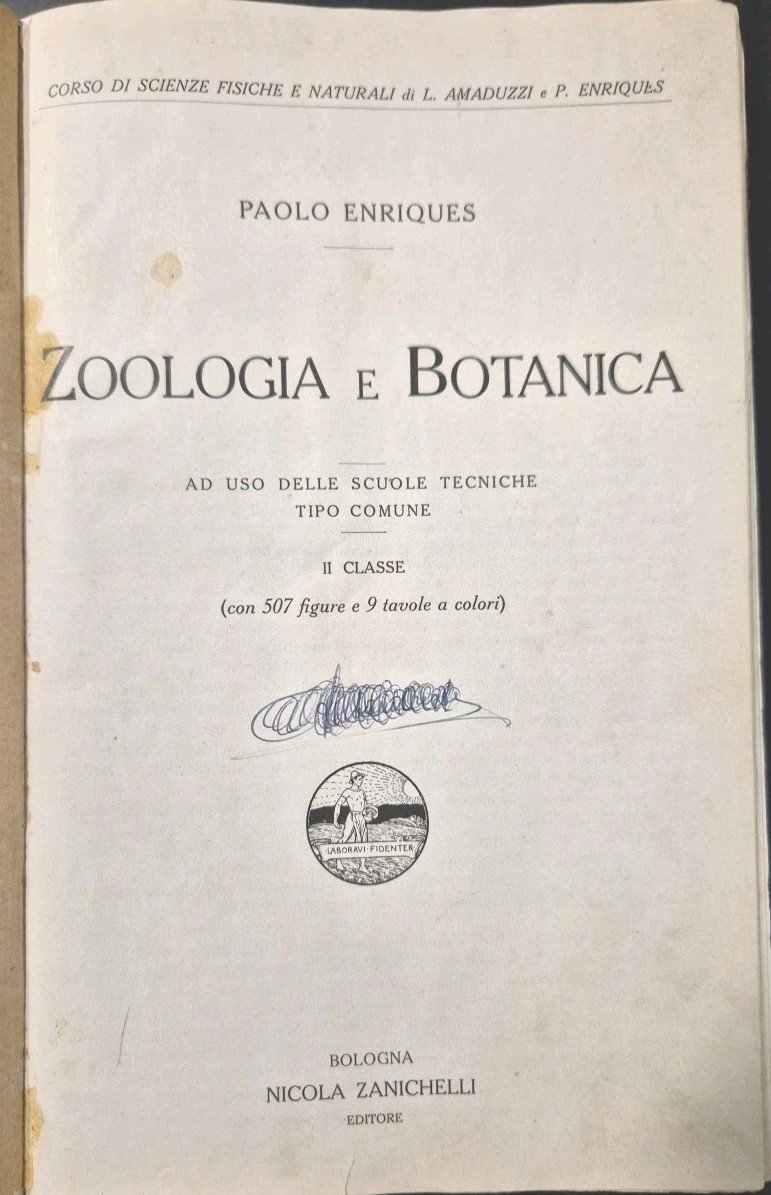 CORSO DI SCIENZE FISICHE E NATURALI di L. AMADUZZI e P. ENRIQUES
PAOLO ENRIQUES
ZOOLOGIA E BOTANICA
AD USO DELLE SCUOLE TECNICHE
TIPO COMUNE
II CLASSE
(con 507 figure e 9 tavole a colori)
LABORAVI·FIDENTER
BOLOGNA
NICOLA ZANICHELLI
EDITORE